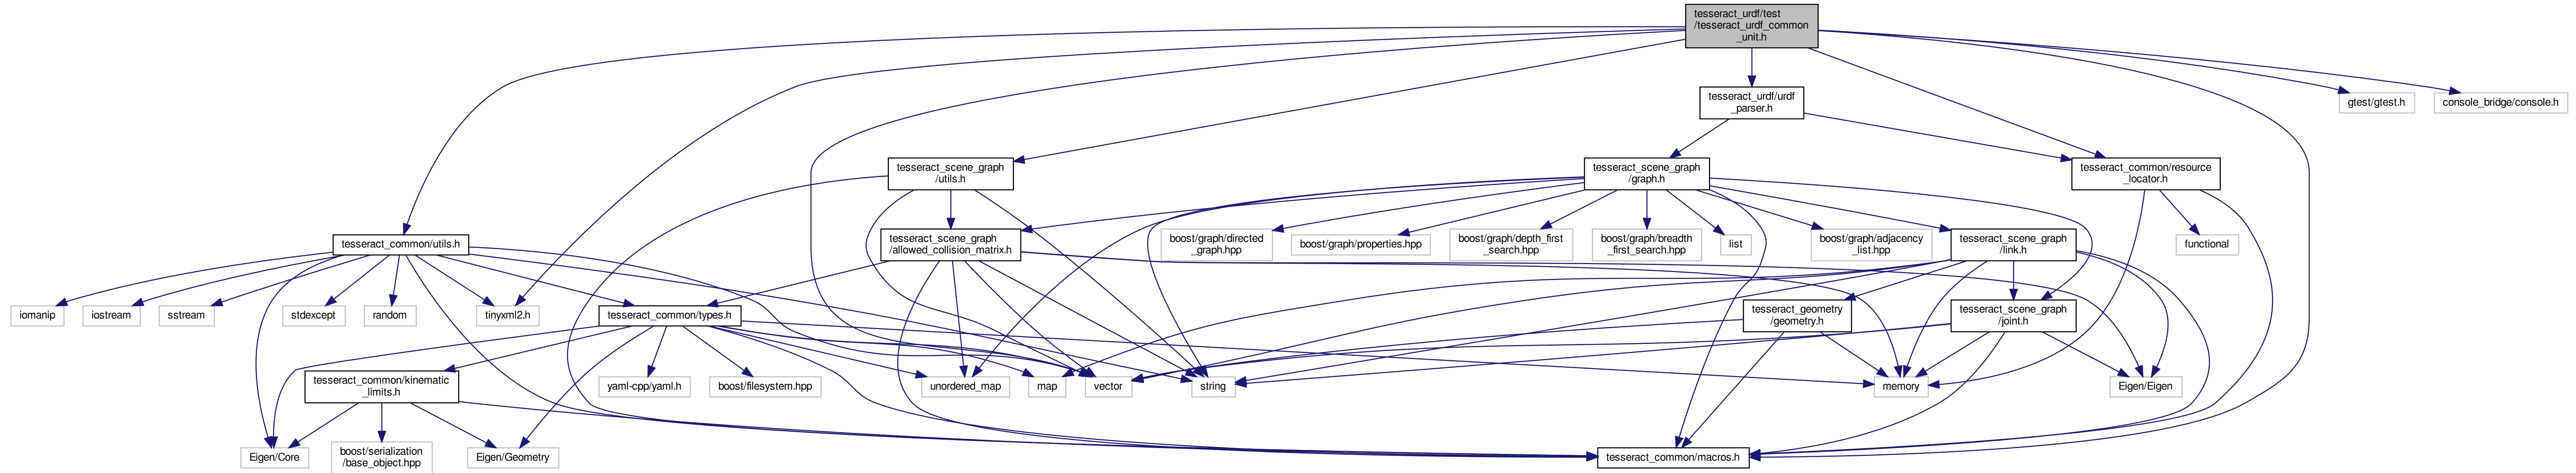 tesseract_urdf/test
/tesseract_urdf_common
_unit.h
tesseract_urdf/urdf
_parser.h
gtest/gtest.h
console_bridge/console.h
tesseract_scene_graph
/utils.h
tesseract_scene_graph
/graph.h
tesseract_common/resource
_locator.h
tesseract_common/utils.h
tesseract_scene_graph
/allowed_collision_matrix.h
boost/graph/directed
_graph.hpp
boost/graph/properties.hpp
boost/graph/depth_first
_search.hpp
boost/graph/breadth
_first_search.hpp
list
boost/graph/adjacency
_list.hpp
tesseract_scene_graph
/link.h
functional
iomanip
iostream
sstream
stdexcept
random
tinyxml2.h
tesseract_common/types.h
tesseract_geometry
/geometry.h
tesseract_scene_graph
/joint.h
tesseract_common/kinematic
_limits.h
yaml-cpp/yaml.h
boost/filesystem.hpp
unordered_map
map
vector
string
memory
Eigen/Eigen
Eigen/Core
boost/serialization
/base_object.hpp
Eigen/Geometry
tesseract_common/macros.h